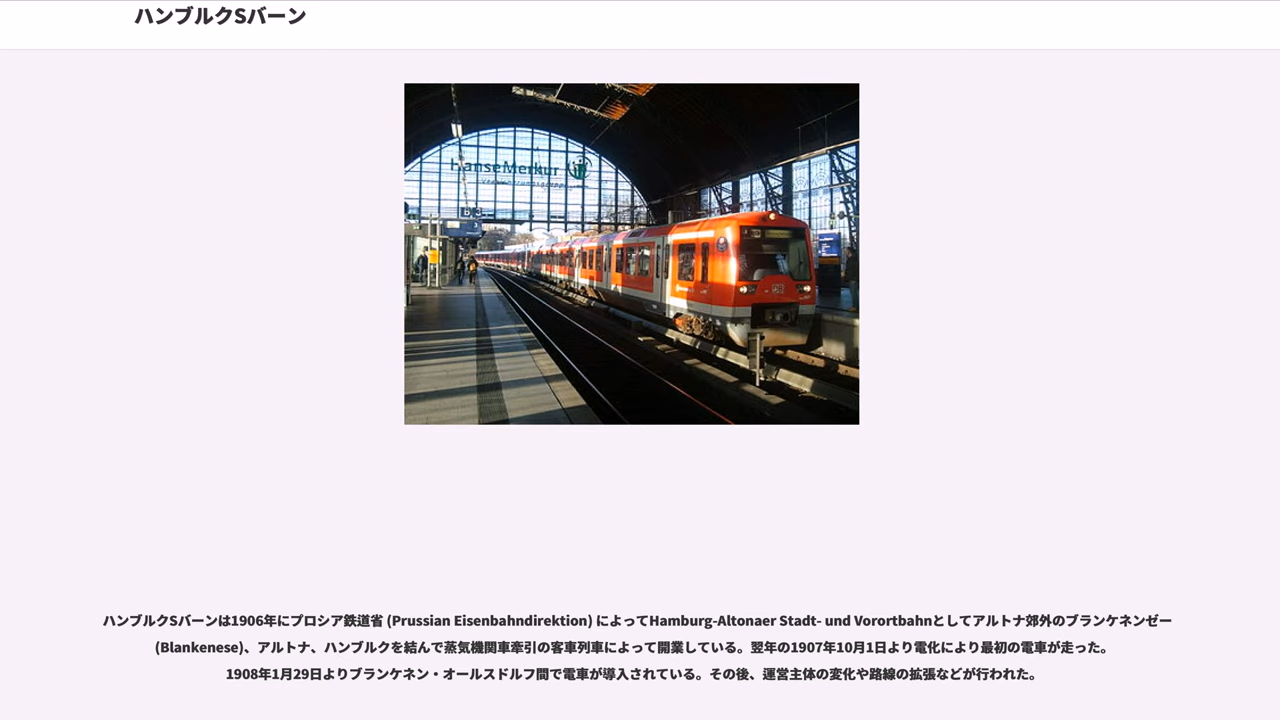 ハンブルクSバーン
HanseMerkur
ハンブルクSバーンは1906年にプロシア鉄道省 (Prussian Eisenbahndirektion) によってHamburg-Altonaer Stadt- und Vorortbahnとしてアルトナ郊外のブランケネンゼー
(Blankenese)、アルトナ、ハンブルクを結んで蒸気機関車牽引の客車列車によって開業している。翌年の1907年10月1日より電化により最初の電車が走った。
1908年1月29日よりブランケネン・オールスドルフ間で電車が導入されている。その後、運営主体の変化や路線の拡張などが行われた。